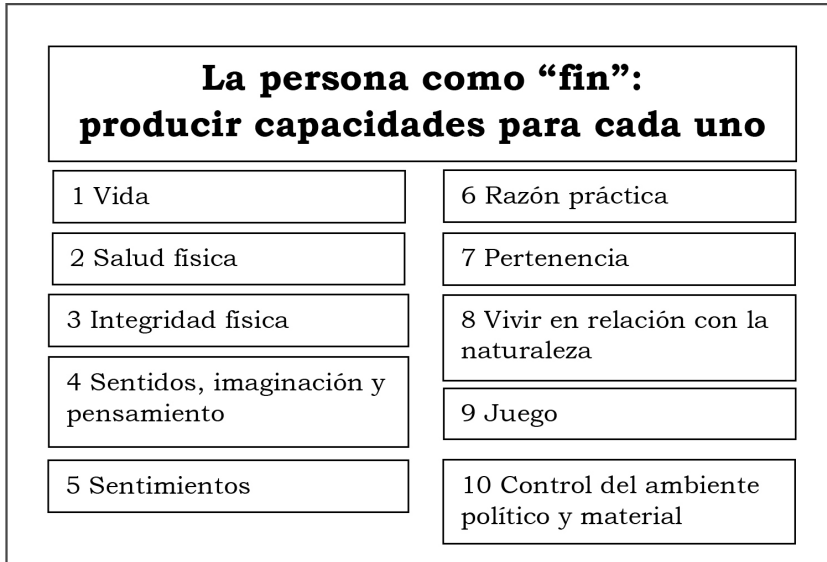 La persona como “fin”:
producir capacidades para cada uno
1 Vida
2 Salud física
3 Integridad física
4 Sentidos, imaginación y
pensamiento
5 Sentimientos
6 Razón práctica
7 Pertenencia
8 Vivir en relación con la
naturaleza
9 Juego
10 Control del ambiente
político y material